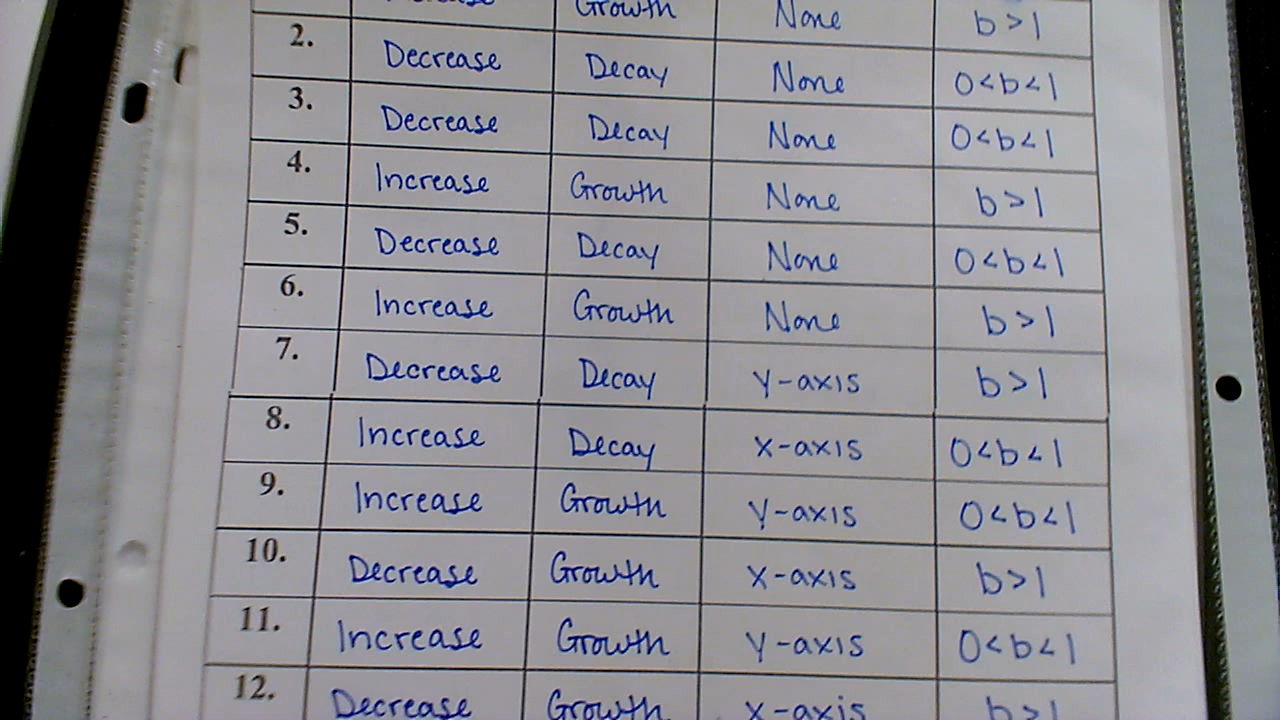 Growth None b>1
2. Decrease Decay None 0<b<1
3. Decrease Decay None 0<b<1
4. Increase Growth None b>1
5. Decrease Decay None 0<b<1
6. Increase Growth None b>1
7. Decrease Decay y-axis b>1
8. Increase Decay x-axis 0<b<1
9. Increase Growth y-axis 0<b<1
10. Decrease Growth x-axis b>1
11. Increase Growth y-axis 0<b<1
12. Decrease Growth x-axis b>1